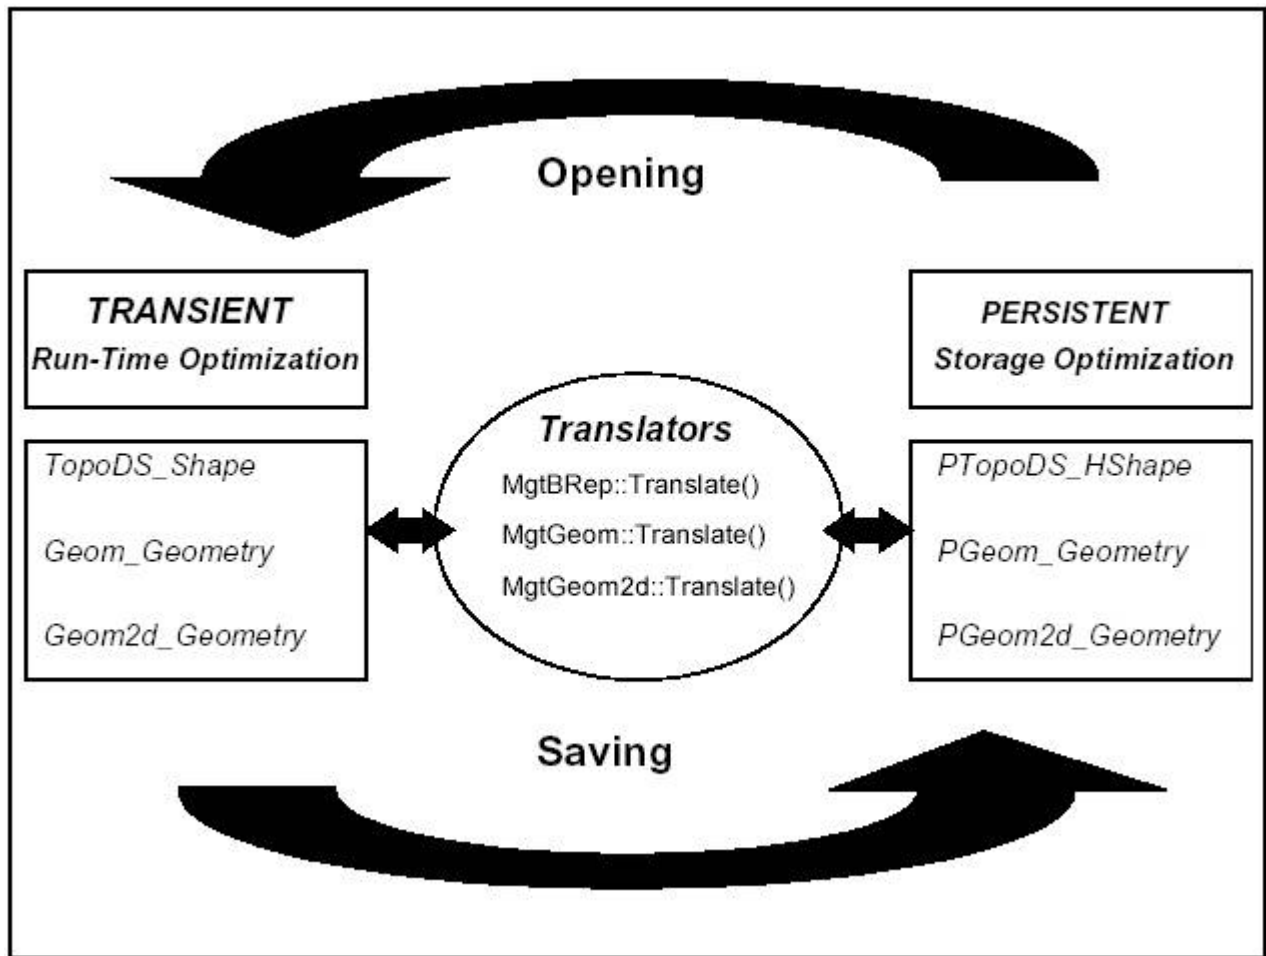 Opening
TRANSIENT
Run-Time Optimization
PERSISTENT
Storage Optimization
Translators
MgtBRep::Translate()
MgtGeom::Translate()
MgtGeom2d::Translate()
TopoDS_Shape
Geom_Geometry
Geom2d_Geometry
PTopoDS_HShape
PGeom_Geometry
PGeom2d_Geometry
Saving